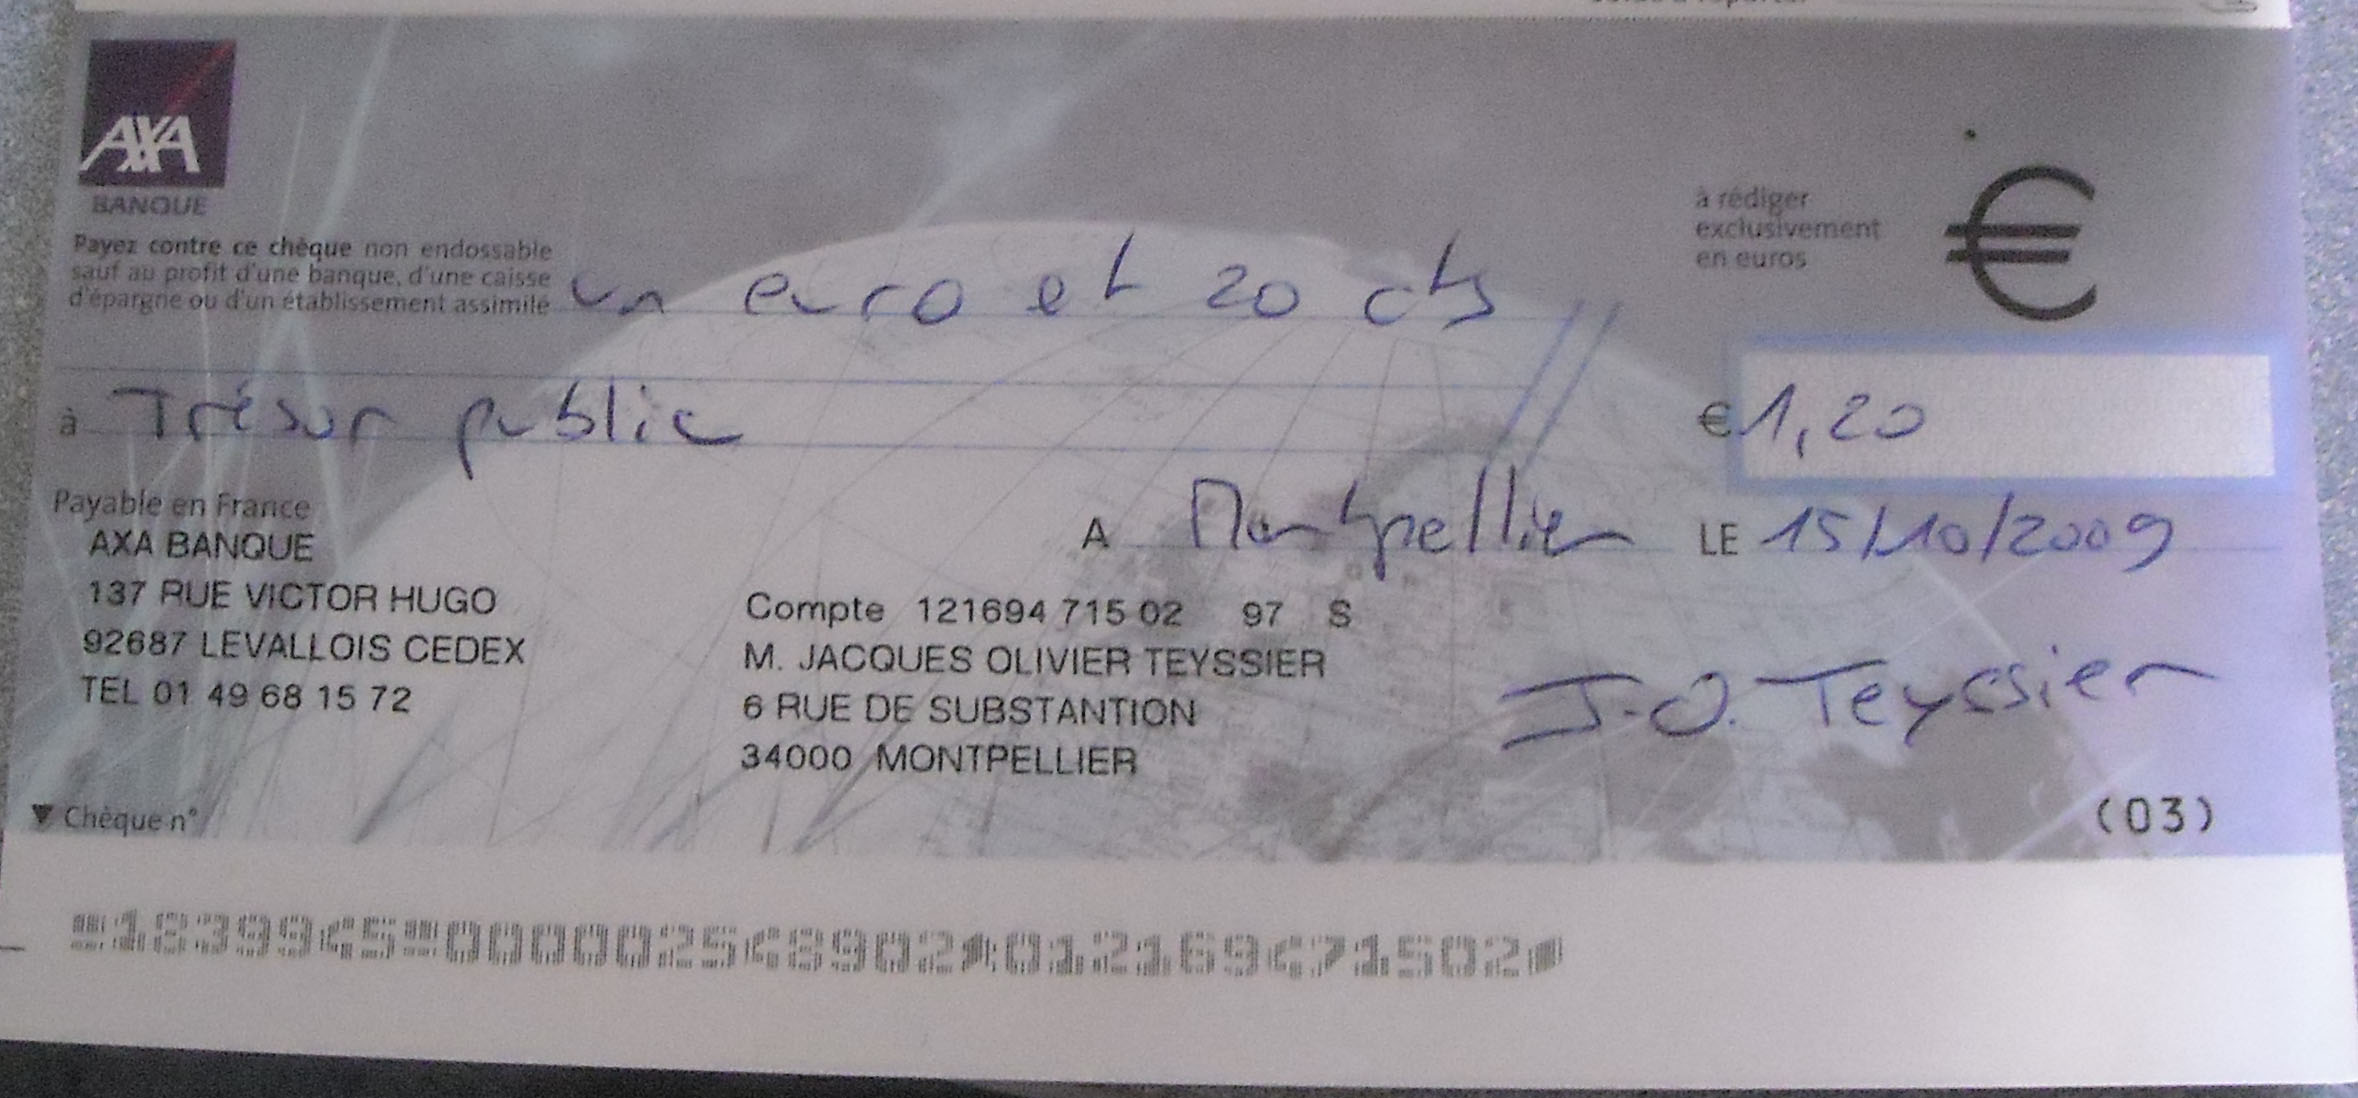 AXA
BANQUE
à rédiger
exclusivement
en euros
€
Payez contre ce chèque non endossable
sauf au profit d'une banque, d'une caisse
d'épargne ou d'un établissement assimilé
un euro et 20 cts
à Trésor public
€ 1,20
Payable en France
AXA BANQUE
137 RUE VICTOR HUGO
92687 LEVALLOIS CEDEX
TEL 01 49 68 15 72
A Montpellier LE 15/10/2009
Compte 121694 715 02 97 S
M. JACQUES OLIVIER TEYSSIER
6 RUE DE SUBSTANTION
34000 MONTPELLIER
J-O. Teyssier
▼ Chèque n°
(03)
1839945 000002548902 012169471502